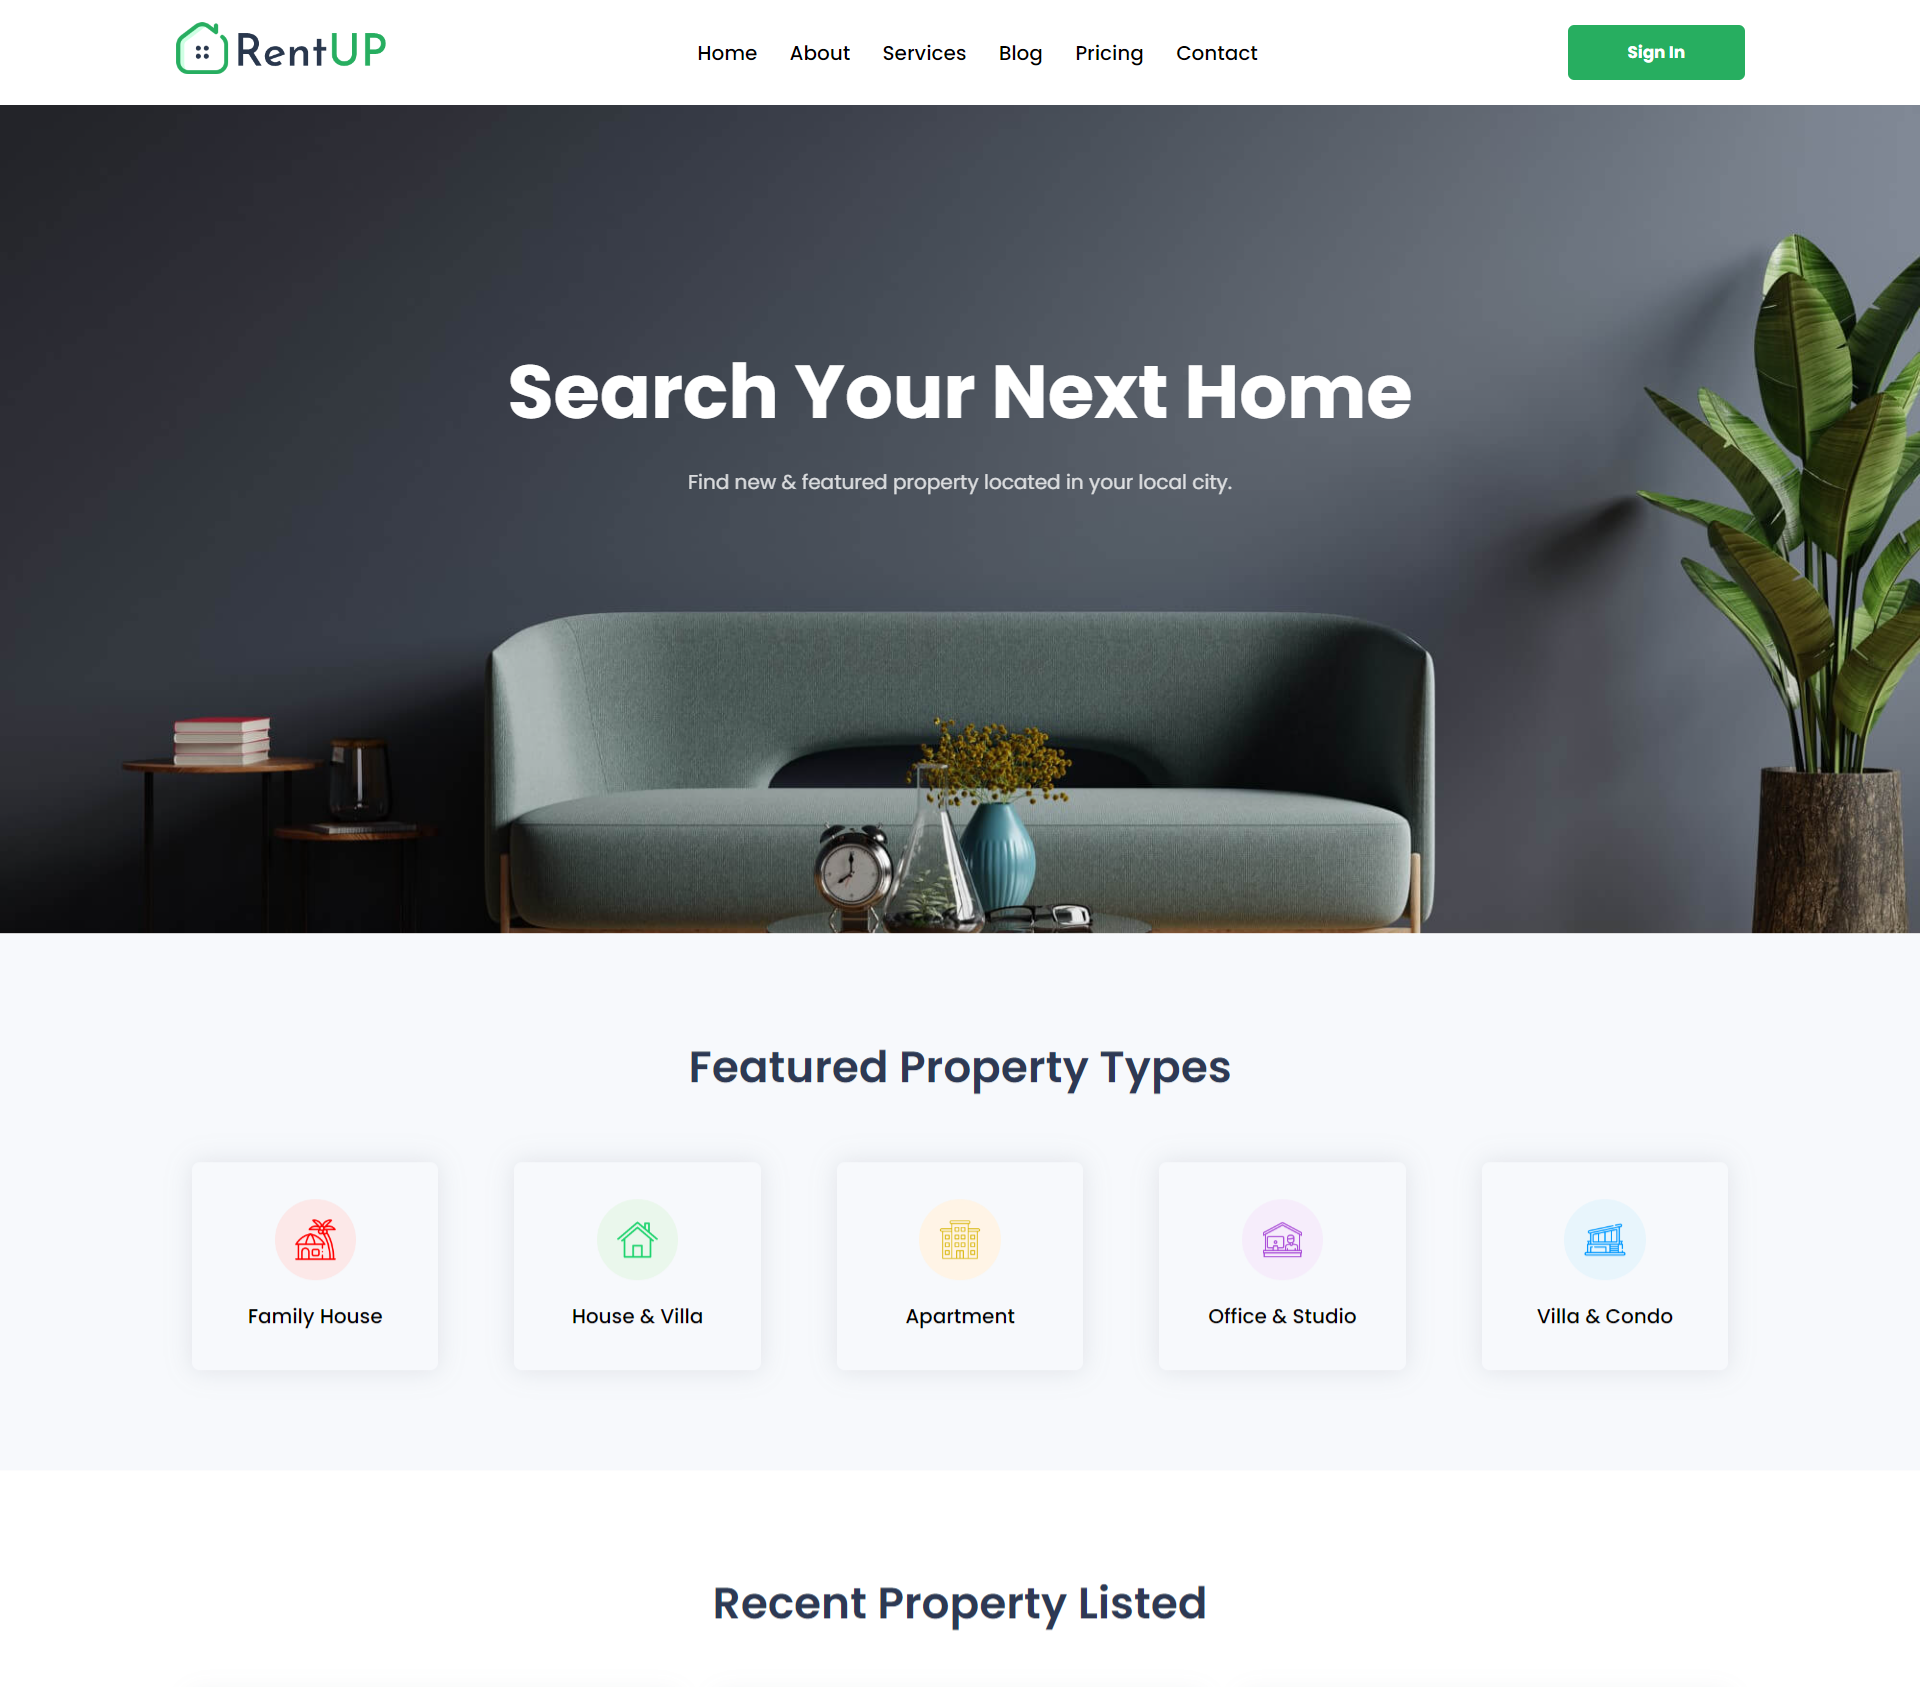 RentUP
Home About Services Blog Pricing Contact
Sign In
Search Your Next Home
Find new & featured property located in your local city.
Featured Property Types
Family House
House & Villa
Apartment
Office & Studio
Villa & Condo
Recent Property Listed